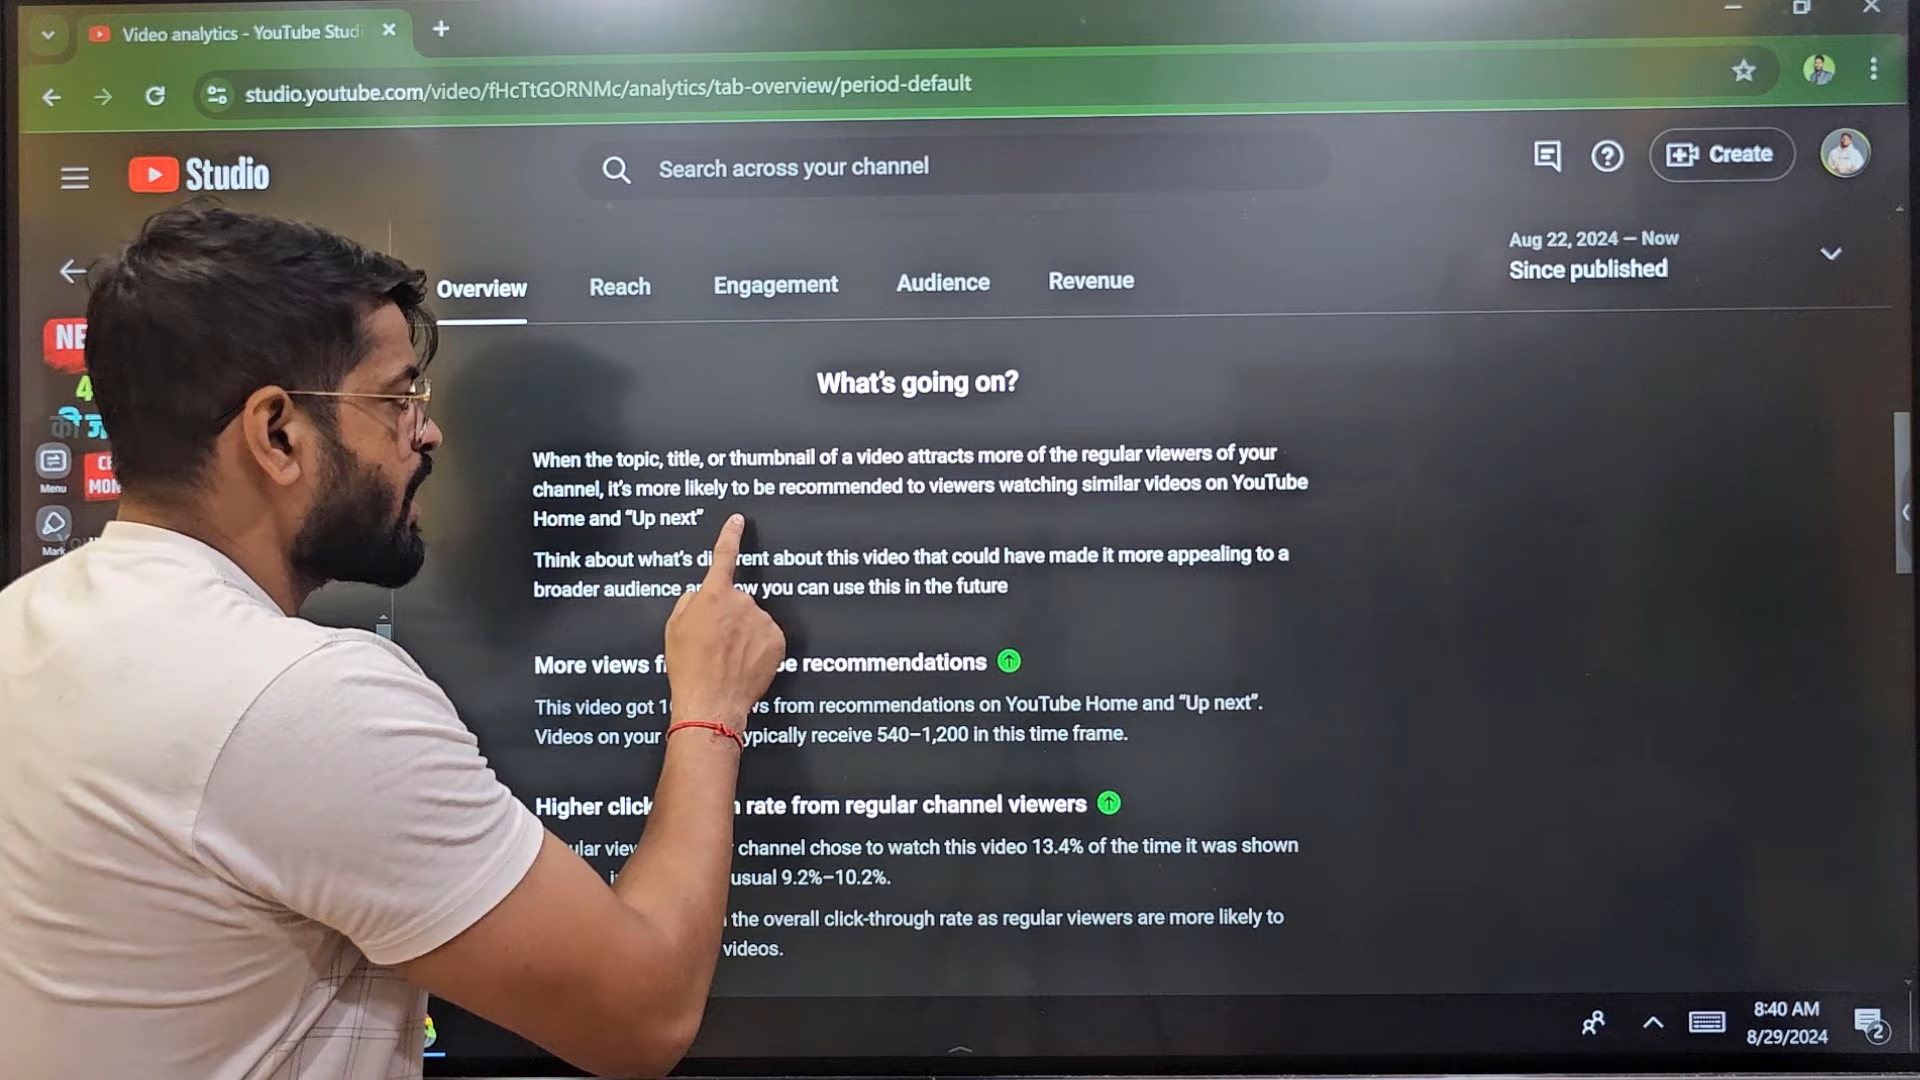 Video analytics - YouTube Stud
studio.youtube.com/video/fHcTtGORNMc/analytics/tab-overview/period-default
Studio
Search across your channel
Create
Aug 22, 2024 – Now
Since published
Overview Reach Engagement Audience Revenue
NE
4
की
Menu
MON
Mark
What's going on?
When the topic, title, or thumbnail of a video attracts more of the regular viewers of your
channel, it's more likely to be recommended to viewers watching similar videos on YouTube
Home and “Up next”
Think about what's di rent about this video that could have made it more appealing to a
broader audience you can use this in the future
More views recommendations
This video got from recommendations on YouTube Home and “Up next”.
Videos on your typically receive 540–1,200 in this time frame.
Higher click rate from regular channel viewers
channel chose to watch this video 13.4% of the time it was shown
usual 9.2%–10.2%.
the overall click-through rate as regular viewers are more likely to
videos.
8:40 AM
8/29/2024
2